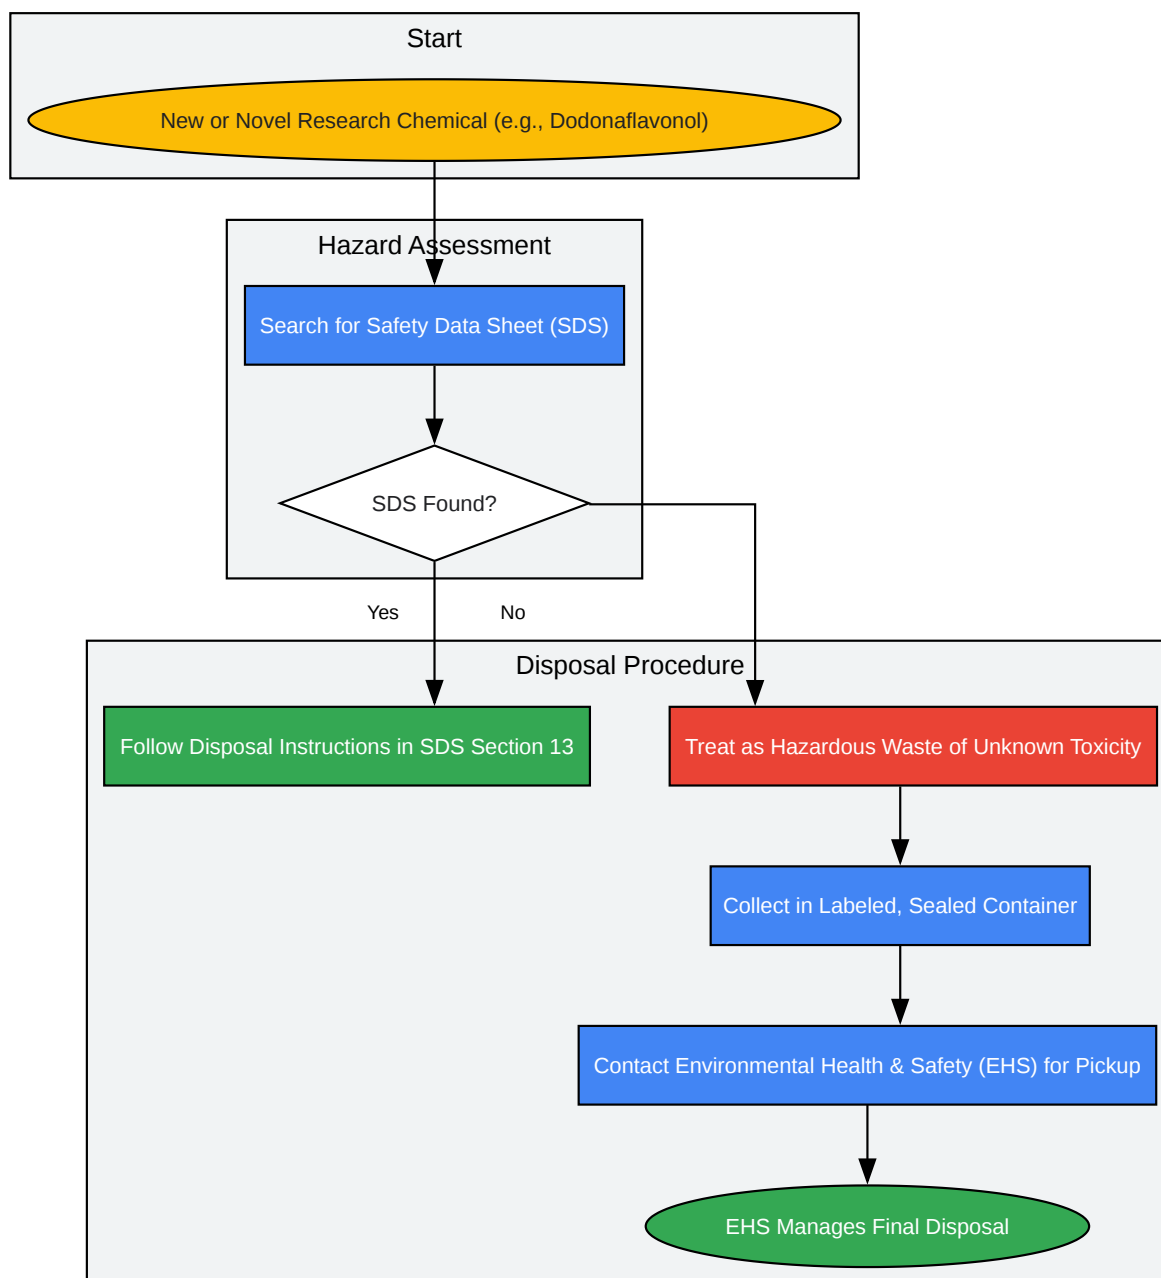 Start
New or Novel Research Chemical (e.g., Dodonaflavonol)
Hazard Assessment
Search for Safety Data Sheet (SDS)
SDS Found?
Yes
No
Disposal Procedure
Follow Disposal Instructions in SDS Section 13
Treat as Hazardous Waste of Unknown Toxicity
Collect in Labeled, Sealed Container
Contact Environmental Health & Safety (EHS) for Pickup
EHS Manages Final Disposal